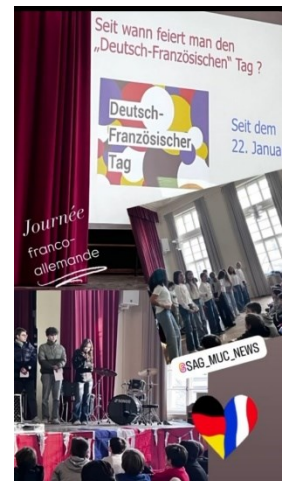 Seit wann feiert man den
„Deutsch-Französischen“ Tag ?
Deutsch-
Französischer
Tag
Seit dem
22. Janua
Journée
franco-
allemande
@SAG_MUC_NEWS